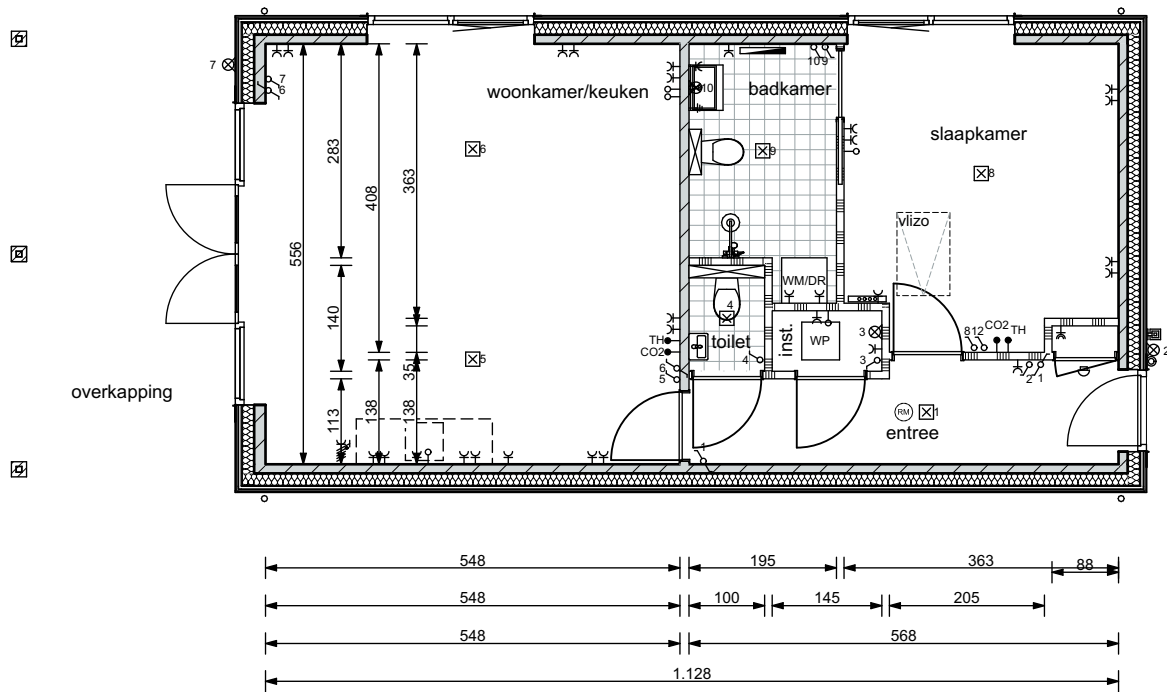 7
7
6
woonkamer/keuken
10
badkamer
10
9
slaapkamer
6
9
8
283
408
363
556
vlizo
140
35
113
138
138
WM/DR
4
toilet
inst.
WP
3
3
4
TH
CO2
6
5
5
8
12
CO2
TH
2
1
2
overkapping
RM
1
entree
1
548
195
363
88
548
100
145
205
548
568
1.128